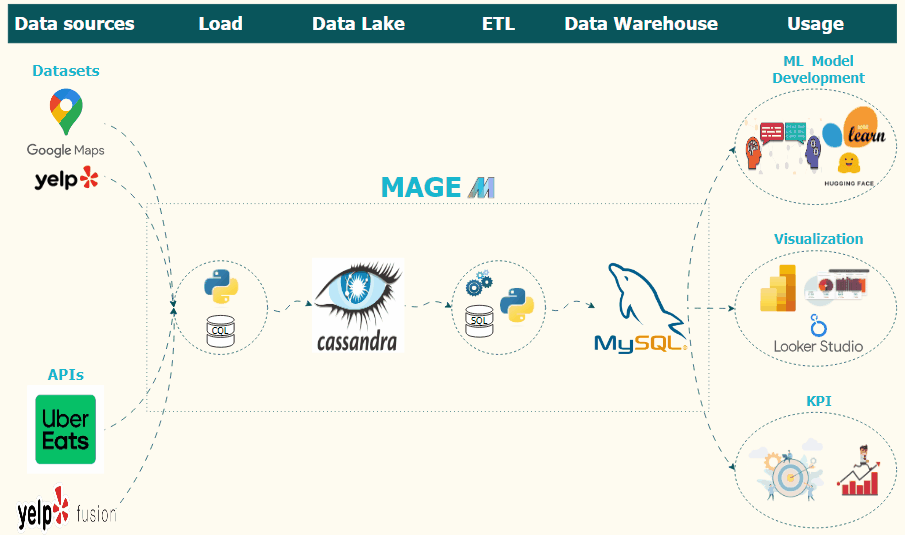 Data sources
Load
Data Lake
ETL
Data Warehouse
Usage
Datasets
Google Maps
yelp
APIs
Uber
Eats
yelp fusion
MAGE
CQL
cassandra
SQL
MySQL
ML Model
Development
learn
HUGGING FACE
Visualization
Looker Studio
KPI